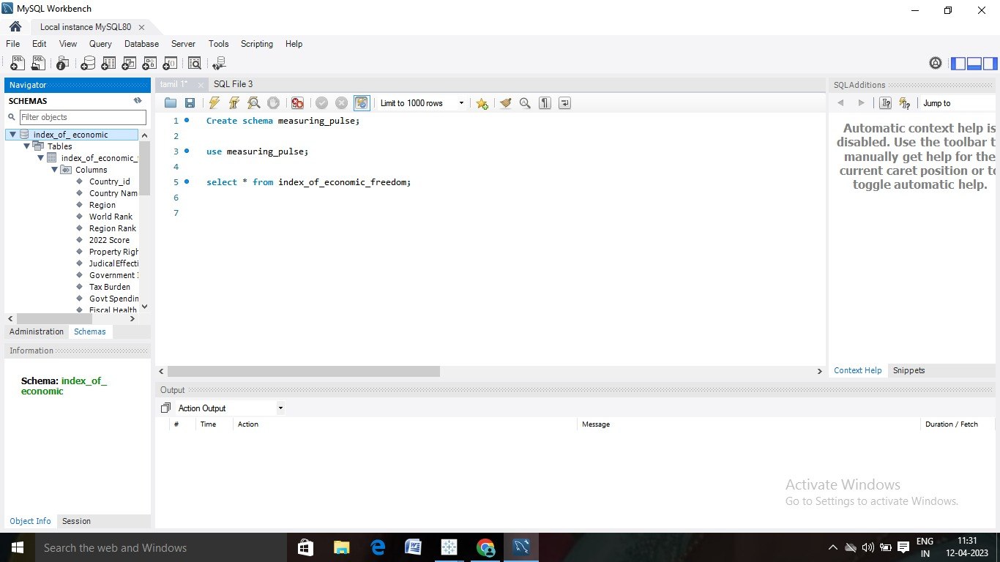 MySQL Workbench
Local instance MySQL80
File Edit View Query Database Server Tools Scripting Help
Navigator
SCHEMAS
Filter objects
index_of_ economic
Tables
index_of_economic_
Columns
Country_id
Country Nam
Region
World Rank
Region Rank
2022 Score
Property Righ
Judical Effecti
Government
Tax Burden
Govt Spendin
Fiscal Health
Administration Schemas
Information
Schema: index_of_
economic
Object Info Session
tamil 1* SQL File 3
Limit to 1000 rows
1 Create schema measuring_pulse;
2
3 use measuring_pulse;
4
5 select * from index_of_economic_freedom;
6
7
SQLAdditions
Jump to
Automatic context help is
disabled. Use the toolbar t
manually get help for the
current caret position or to
toggle automatic help.
Context Help Snippets
Output
Action Output
# Time Action Message Duration / Fetch
Activate Windows
Go to Settings to activate Windows.
Search the web and Windows
ENG
IN
11:31
12-04-2023